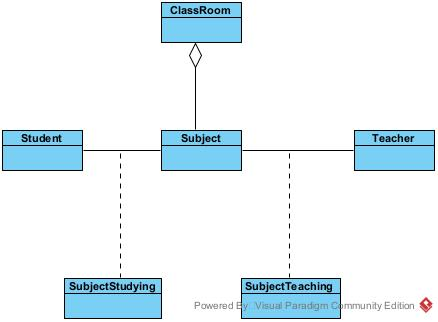 ClassRoom
Student
Subject
Teacher
SubjectStudying
SubjectTeaching
Powered By: Visual Paradigm Community Edition